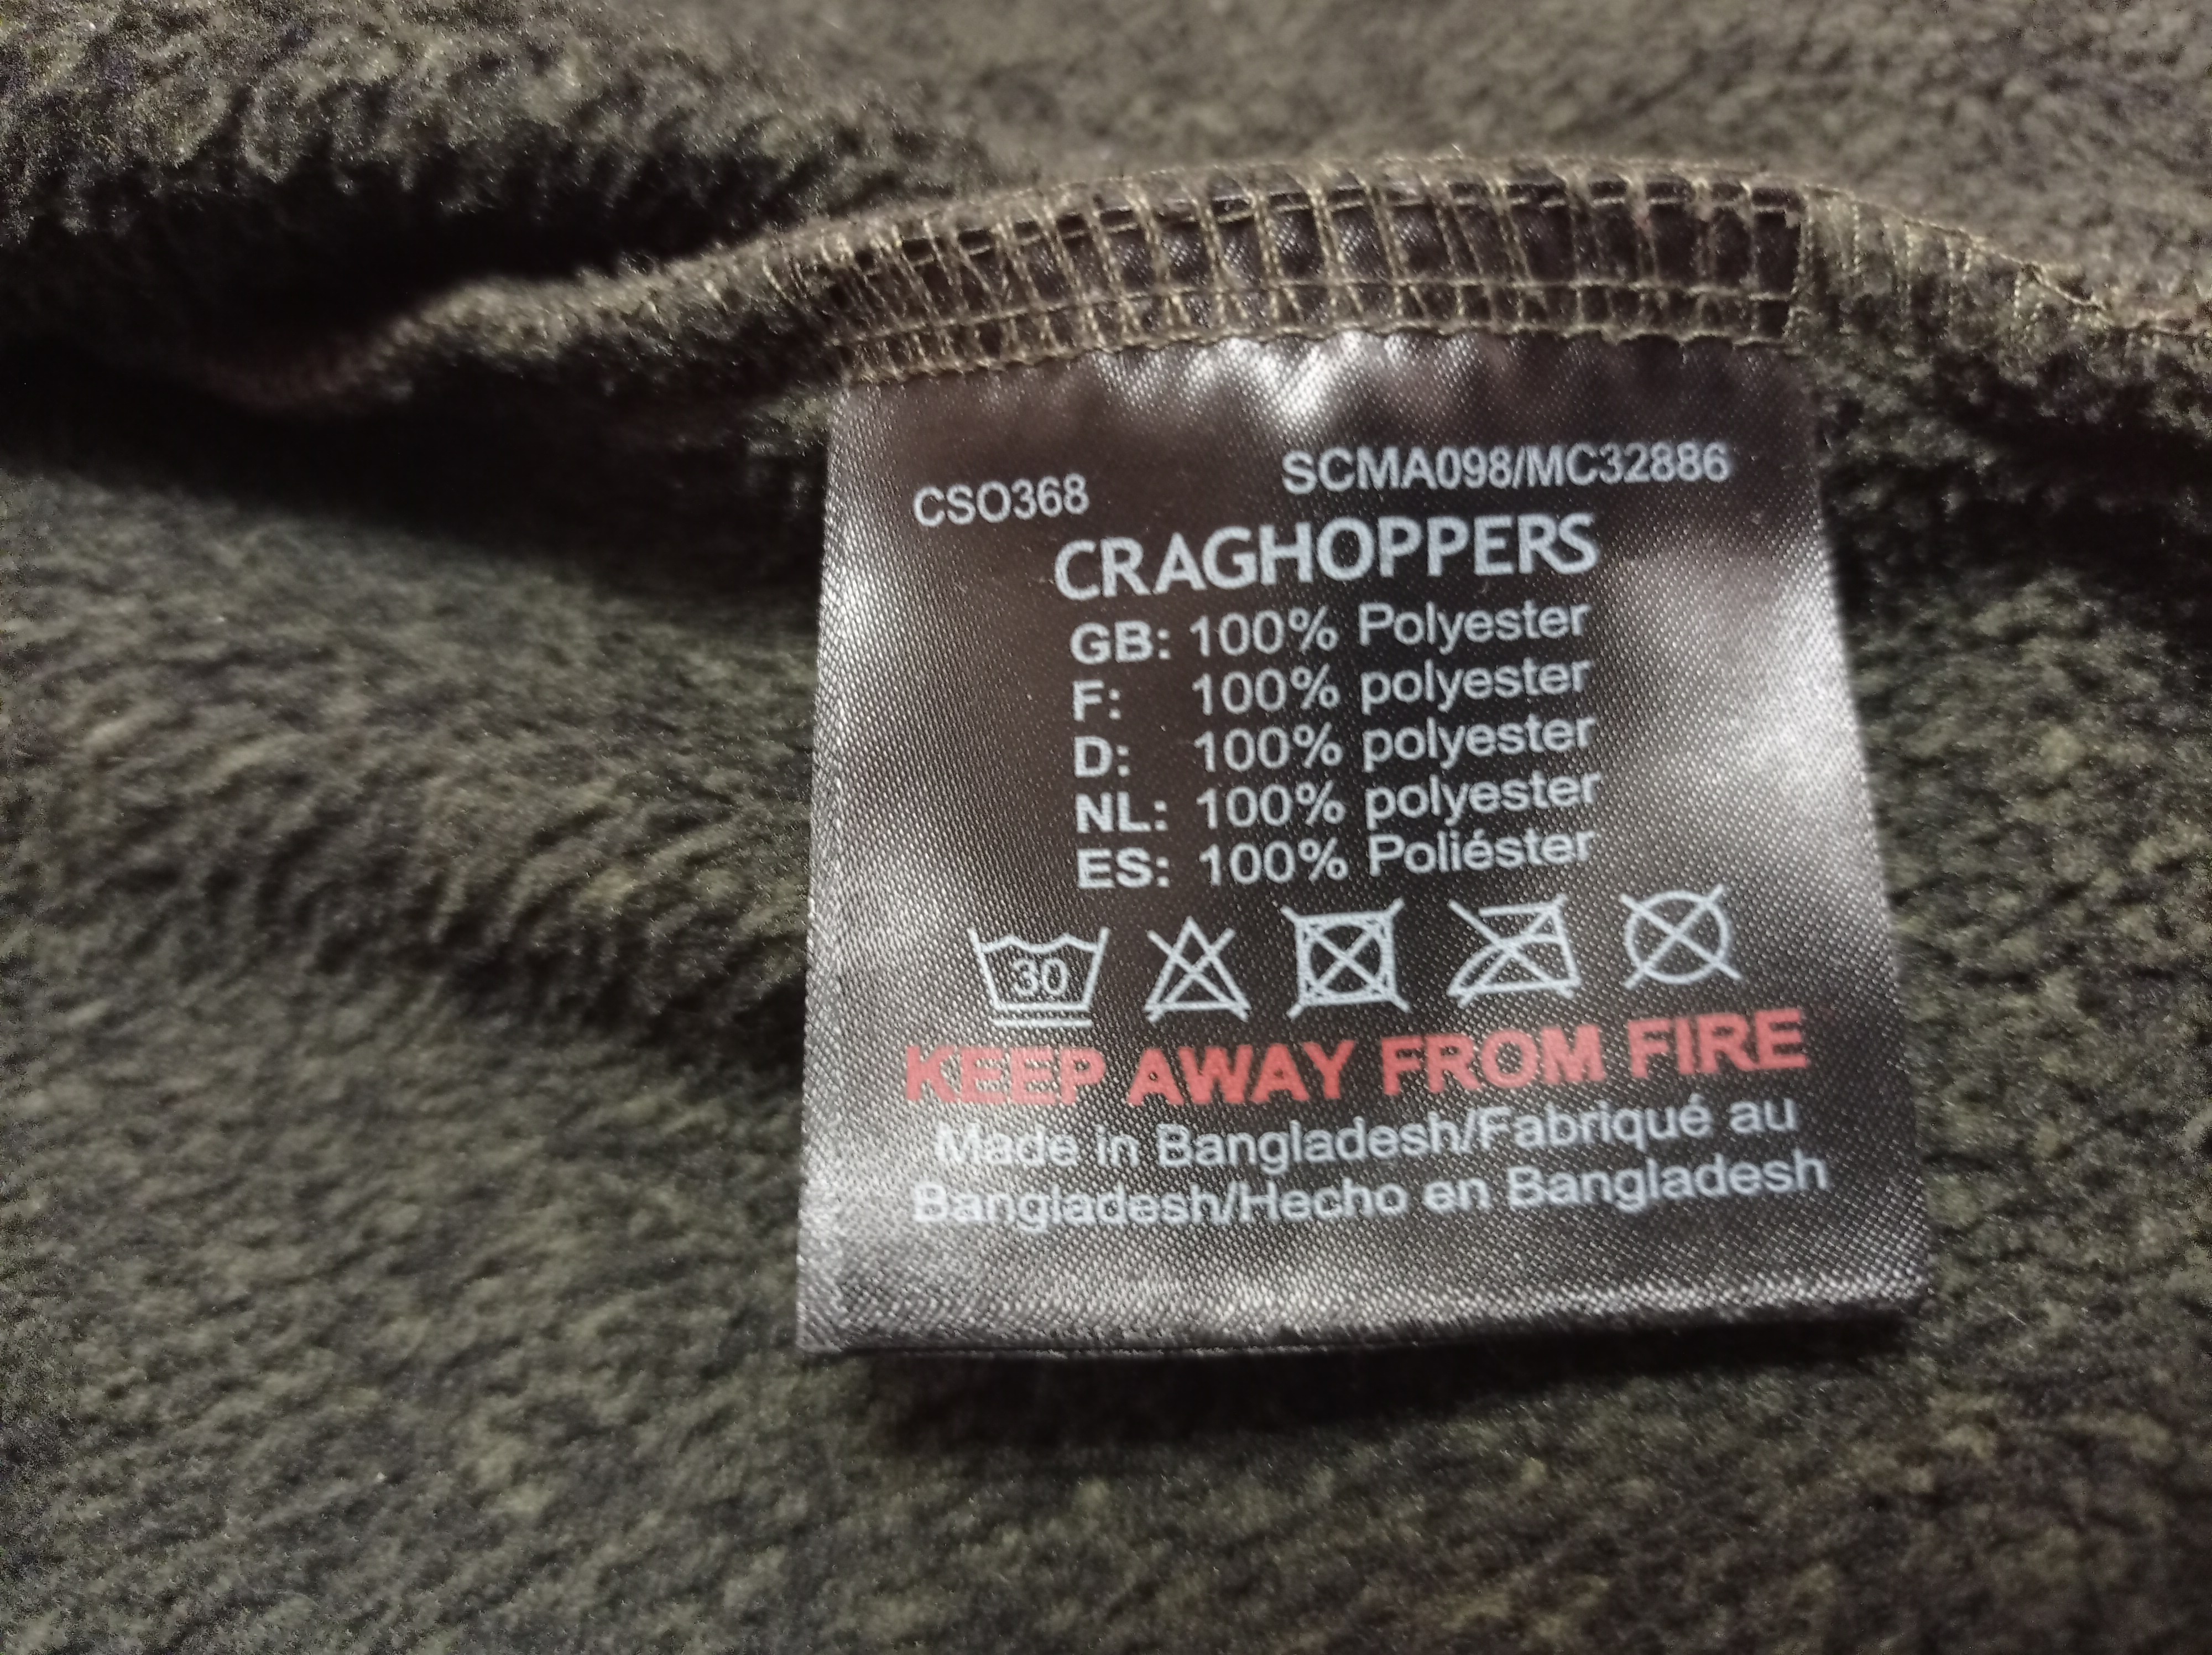 CSO368 SCMA098/MC32886
CRAGHOPPERS
GB: 100% Polyester
F: 100% polyester
D: 100% polyester
NL: 100% polyester
ES: 100% Poliéster
30
KEEP AWAY FROM FIRE
Made in Bangladesh/Fabriqué au
Bangladesh/Hecho en Bangladesh